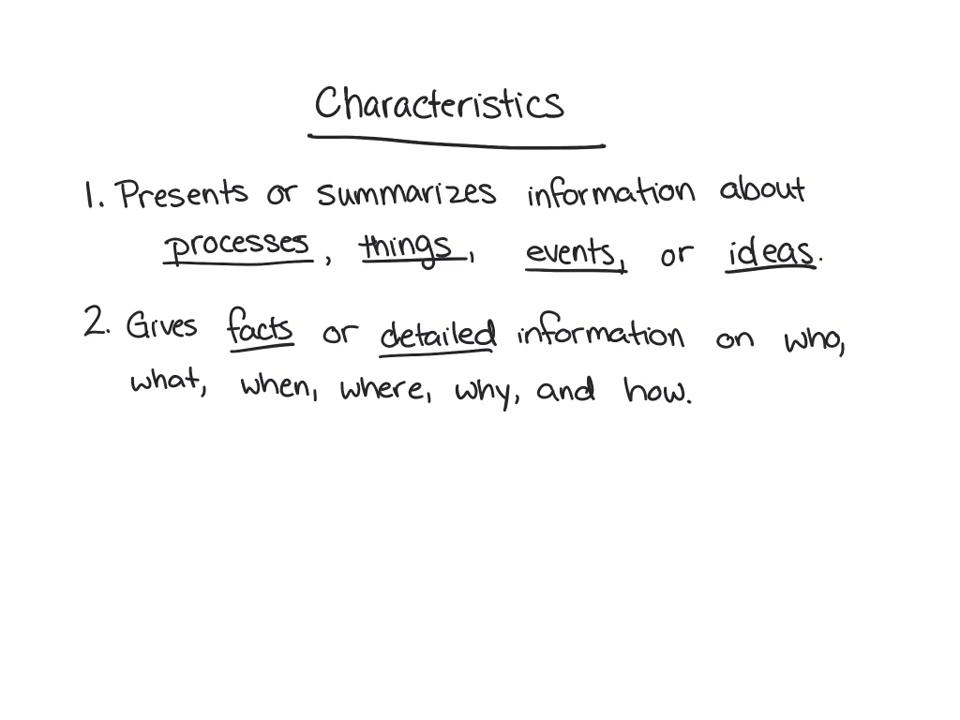 Characteristics
1. Presents or summarizes information about
processes, things, events, or ideas.
2. Gives facts or detailed information on who,
what, when, where, why, and how.